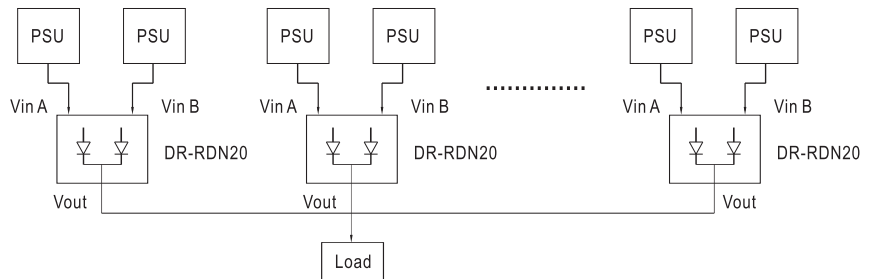 PSU PSU PSU PSU PSU PSU
Vin A Vin B Vin A Vin B Vin A Vin B
DR-RDN20 DR-RDN20 DR-RDN20
Vout Vout Vout
Load